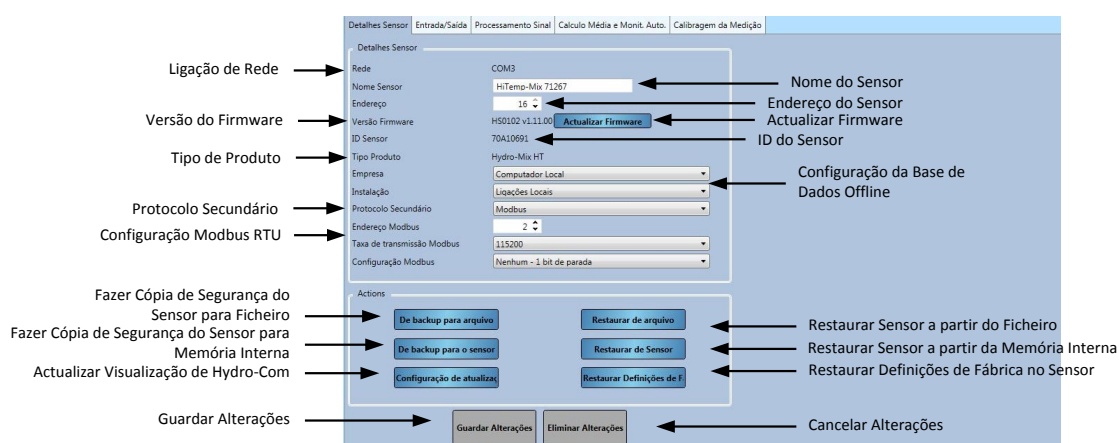 Detalhes Sensor Entrada/Saída Processamento Sinal Calculo Média e Monit. Auto. Calibragem da Medição
Detalhes Sensor
Ligação de Rede Rede COM3
Nome Sensor HiTemp-Mix 71267 Nome do Sensor
Endereço 16 Endereço do Sensor
Versão do Firmware Versão Firmware HS0102 v1.11.00 Actualizar Firmware Actualizar Firmware
ID Sensor 70A10691 ID do Sensor
Tipo de Produto Tipo Produto Hydro-Mix HT
Empresa Computador Local Configuração da Base de
Instalação Ligações Locais Dados Offline
Protocolo Secundário Protocolo Secundário Modbus
Configuração Modbus RTU Endereço Modbus 2
Taxa de transmissão Modbus 115200
Configuração Modbus Nenhum - 1 bit de parada
Actions
Fazer Cópia de Segurança do
Sensor para Ficheiro De backup para arquivo Restaurar de arquivo Restaurar Sensor a partir do Ficheiro
Fazer Cópia de Segurança do Sensor para
Memória Interna De backup para o sensor Restaurar de Sensor Restaurar Sensor a partir da Memória Interna
Actualizar Visualização de Hydro-Com Configuração de atualizaç Restaurar Definições de F Restaurar Definições de Fábrica no Sensor
Guardar Alterações Guardar Alterações Eliminar Alterações Cancelar Alterações